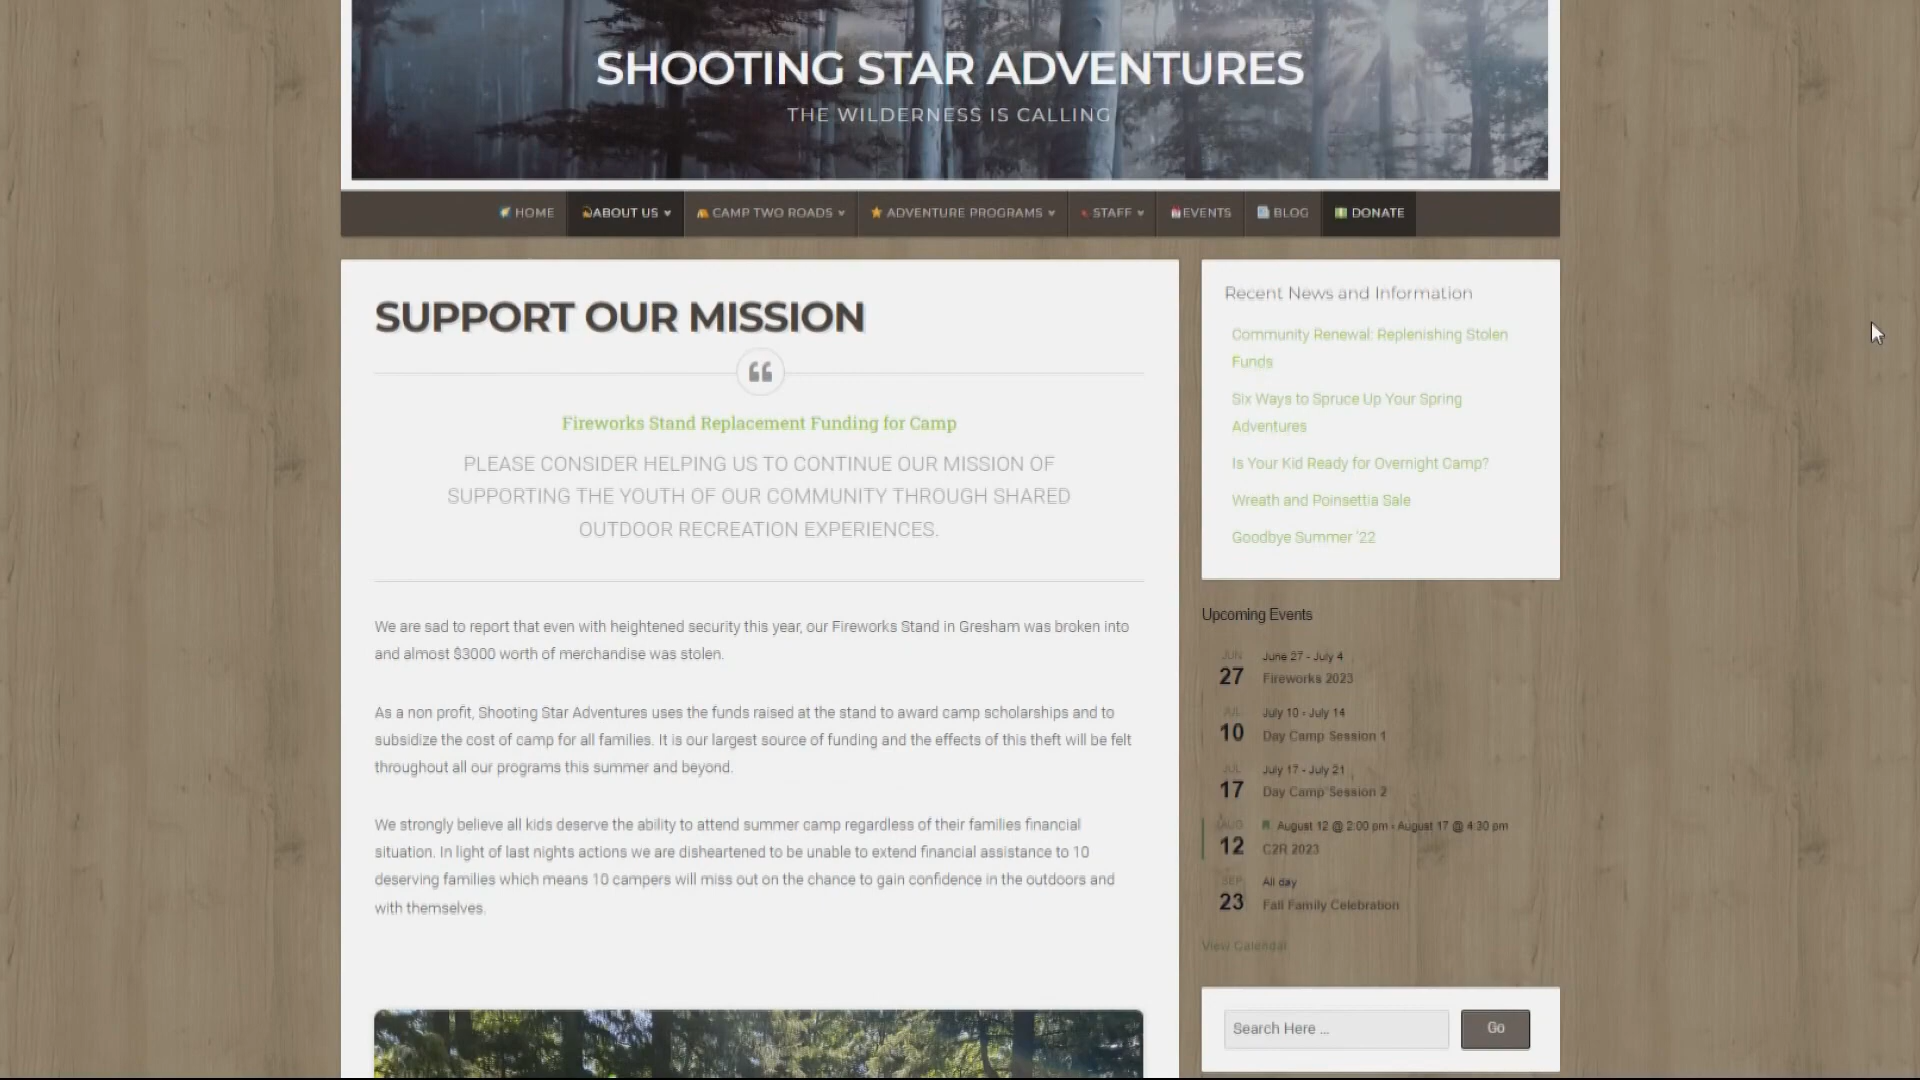 SHOOTING STAR ADVENTURES
THE WILDERNESS IS CALLING
HOME
ABOUT US
CAMP TWO ROADS
ADVENTURE PROGRAMS
STAFF
EVENTS
BLOG
DONATE
SUPPORT OUR MISSION
Fireworks Stand Replacement Funding for Camp
PLEASE CONSIDER HELPING US TO CONTINUE OUR MISSION OF
SUPPORTING THE YOUTH OF OUR COMMUNITY THROUGH SHARED
OUTDOOR RECREATION EXPERIENCES.
We are sad to report that even with heightened security this year, our Fireworks Stand in Gresham was broken into
and almost $3000 worth of merchandise was stolen.
As a non profit, Shooting Star Adventures uses the funds raised at the stand to award camp scholarships and to
subsidize the cost of camp for all families. It is our largest source of funding and the effects of this theft will be felt
throughout all our programs this summer and beyond.
We strongly believe all kids deserve the ability to attend summer camp regardless of their families financial
situation. In light of last nights actions we are disheartened to be unable to extend financial assistance to 10
deserving families which means 10 campers will miss out on the chance to gain confidence in the outdoors and
with themselves.
Recent News and Information
Community Renewal: Replenishing Stolen
Funds
Six Ways to Spruce Up Your Spring
Adventures
Is Your Kid Ready for Overnight Camp?
Wreath and Poinsettia Sale
Goodbye Summer '22
Upcoming Events
JUN
27
June 27 - July 4
Fireworks 2023
JUL
10
July 10 - July 14
Day Camp Session 1
JUL
17
July 17 - July 21
Day Camp Session 2
AUG
12
August 12 @ 2:00 pm - August 17 @ 4:30 pm
C2R 2023
SEP
23
All day
Fall Family Celebration
View Calendar
Search Here ...
Go